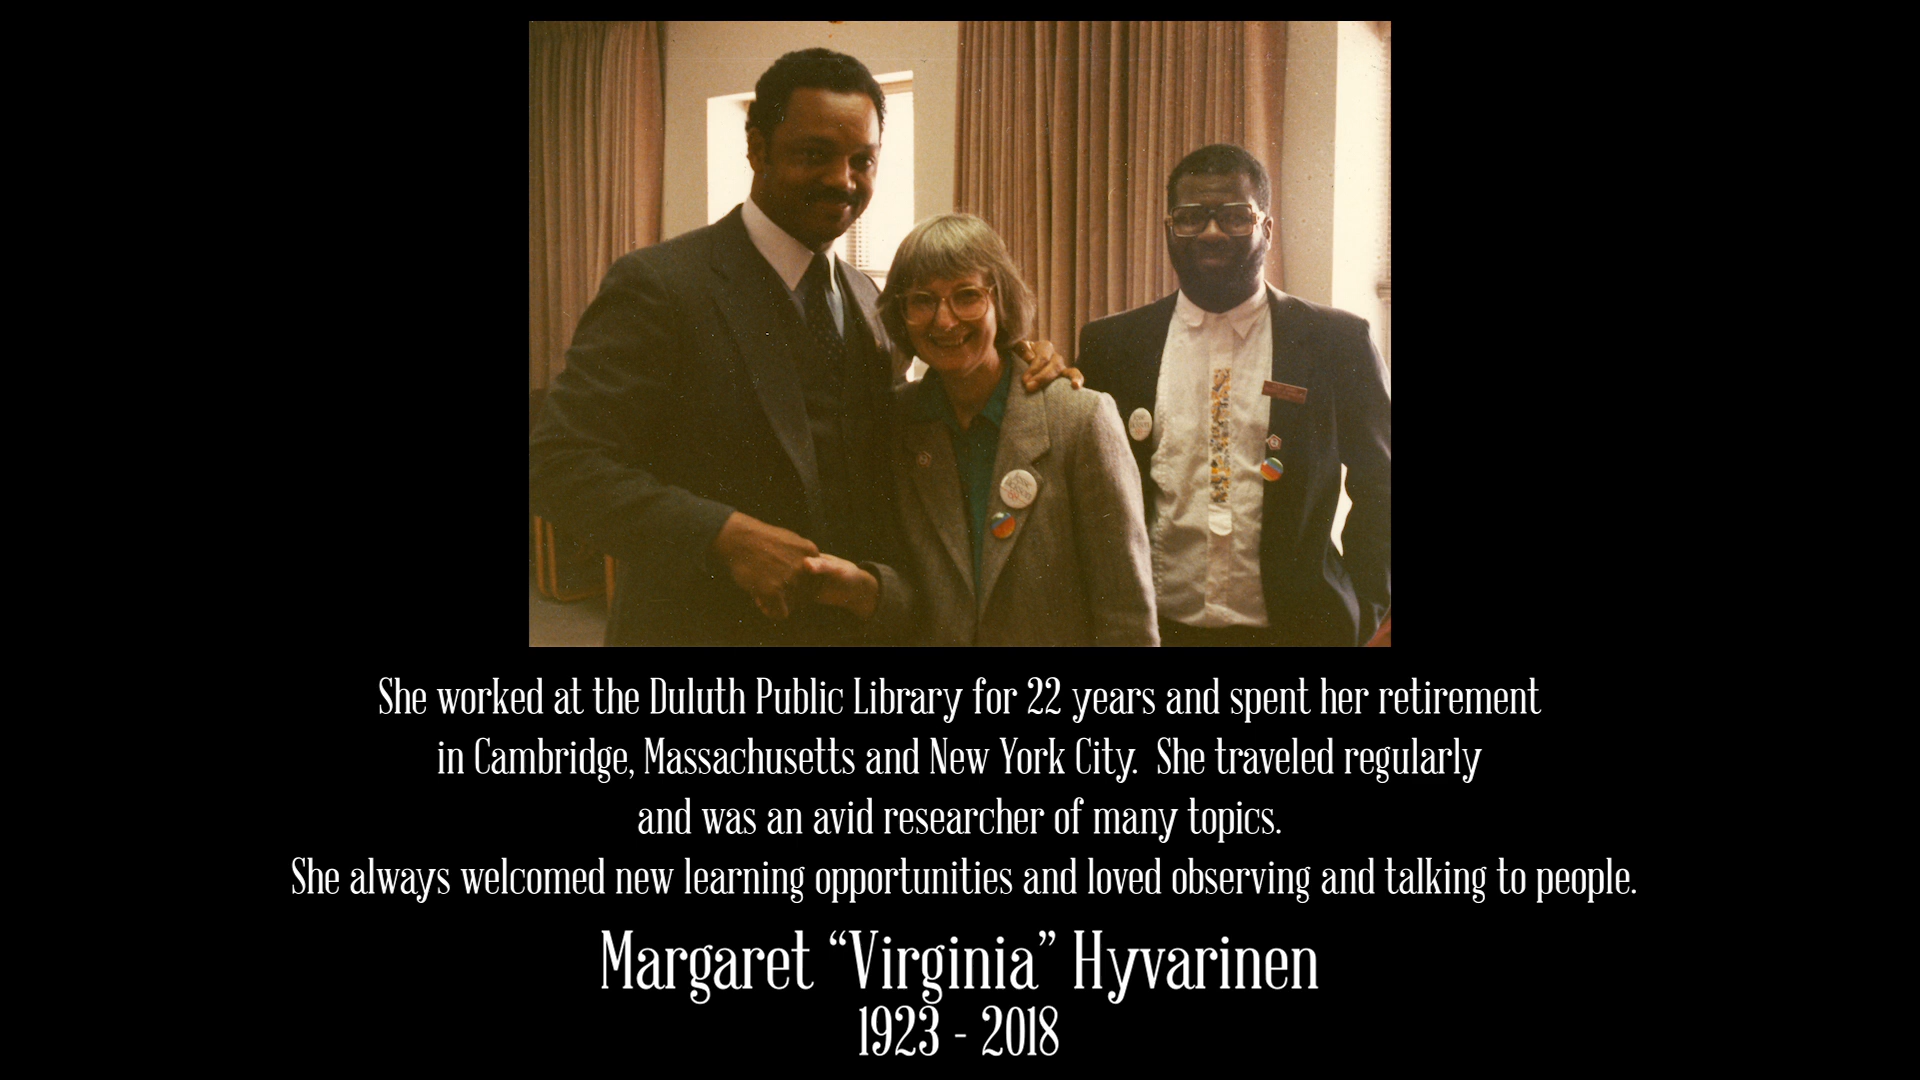 She worked at the Duluth Public Library for 22 years and spent her retirement
in Cambridge, Massachusetts and New York City.  She traveled regularly
and was an avid researcher of many topics.
She always welcomed new learning opportunities and loved observing and talking to people.
Margaret “Virginia” Hyvarinen
1923 - 2018